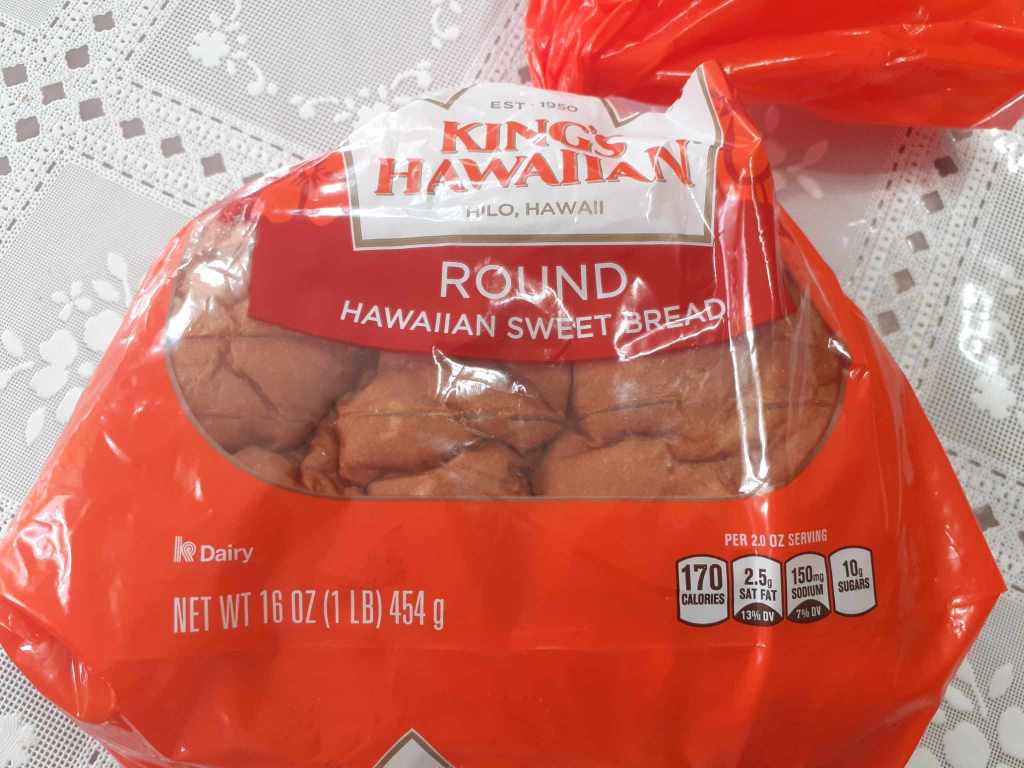 EST · 1950
KING'S
HAWAIIAN
HILO, HAWAII
ROUND
HAWAIIAN SWEET BREAD
Dairy
NET WT 16 OZ (1 LB) 454 g
PER 2.0 OZ SERVING
170 CALORIES
2.5g SAT FAT 13% DV
150mg SODIUM 7% DV
10g SUGARS